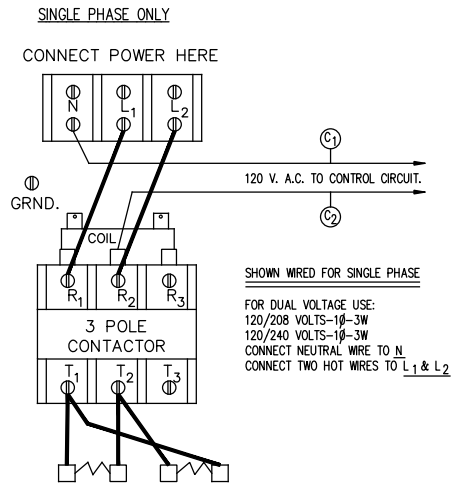 SINGLE PHASE ONLY
CONNECT POWER HERE
N L1 L2
C1
120 V. A.C. TO CONTROL CIRCUIT.
GRND.
C2
COIL
R1 R2 R3
SHOWN WIRED FOR SINGLE PHASE
3 POLE
CONTACTOR
FOR DUAL VOLTAGE USE:
120/208 VOLTS-1Ø-3W
120/240 VOLTS-1Ø-3W
CONNECT NEUTRAL WIRE TO N
CONNECT TWO HOT WIRES TO L1 & L2
T1 T2 T3